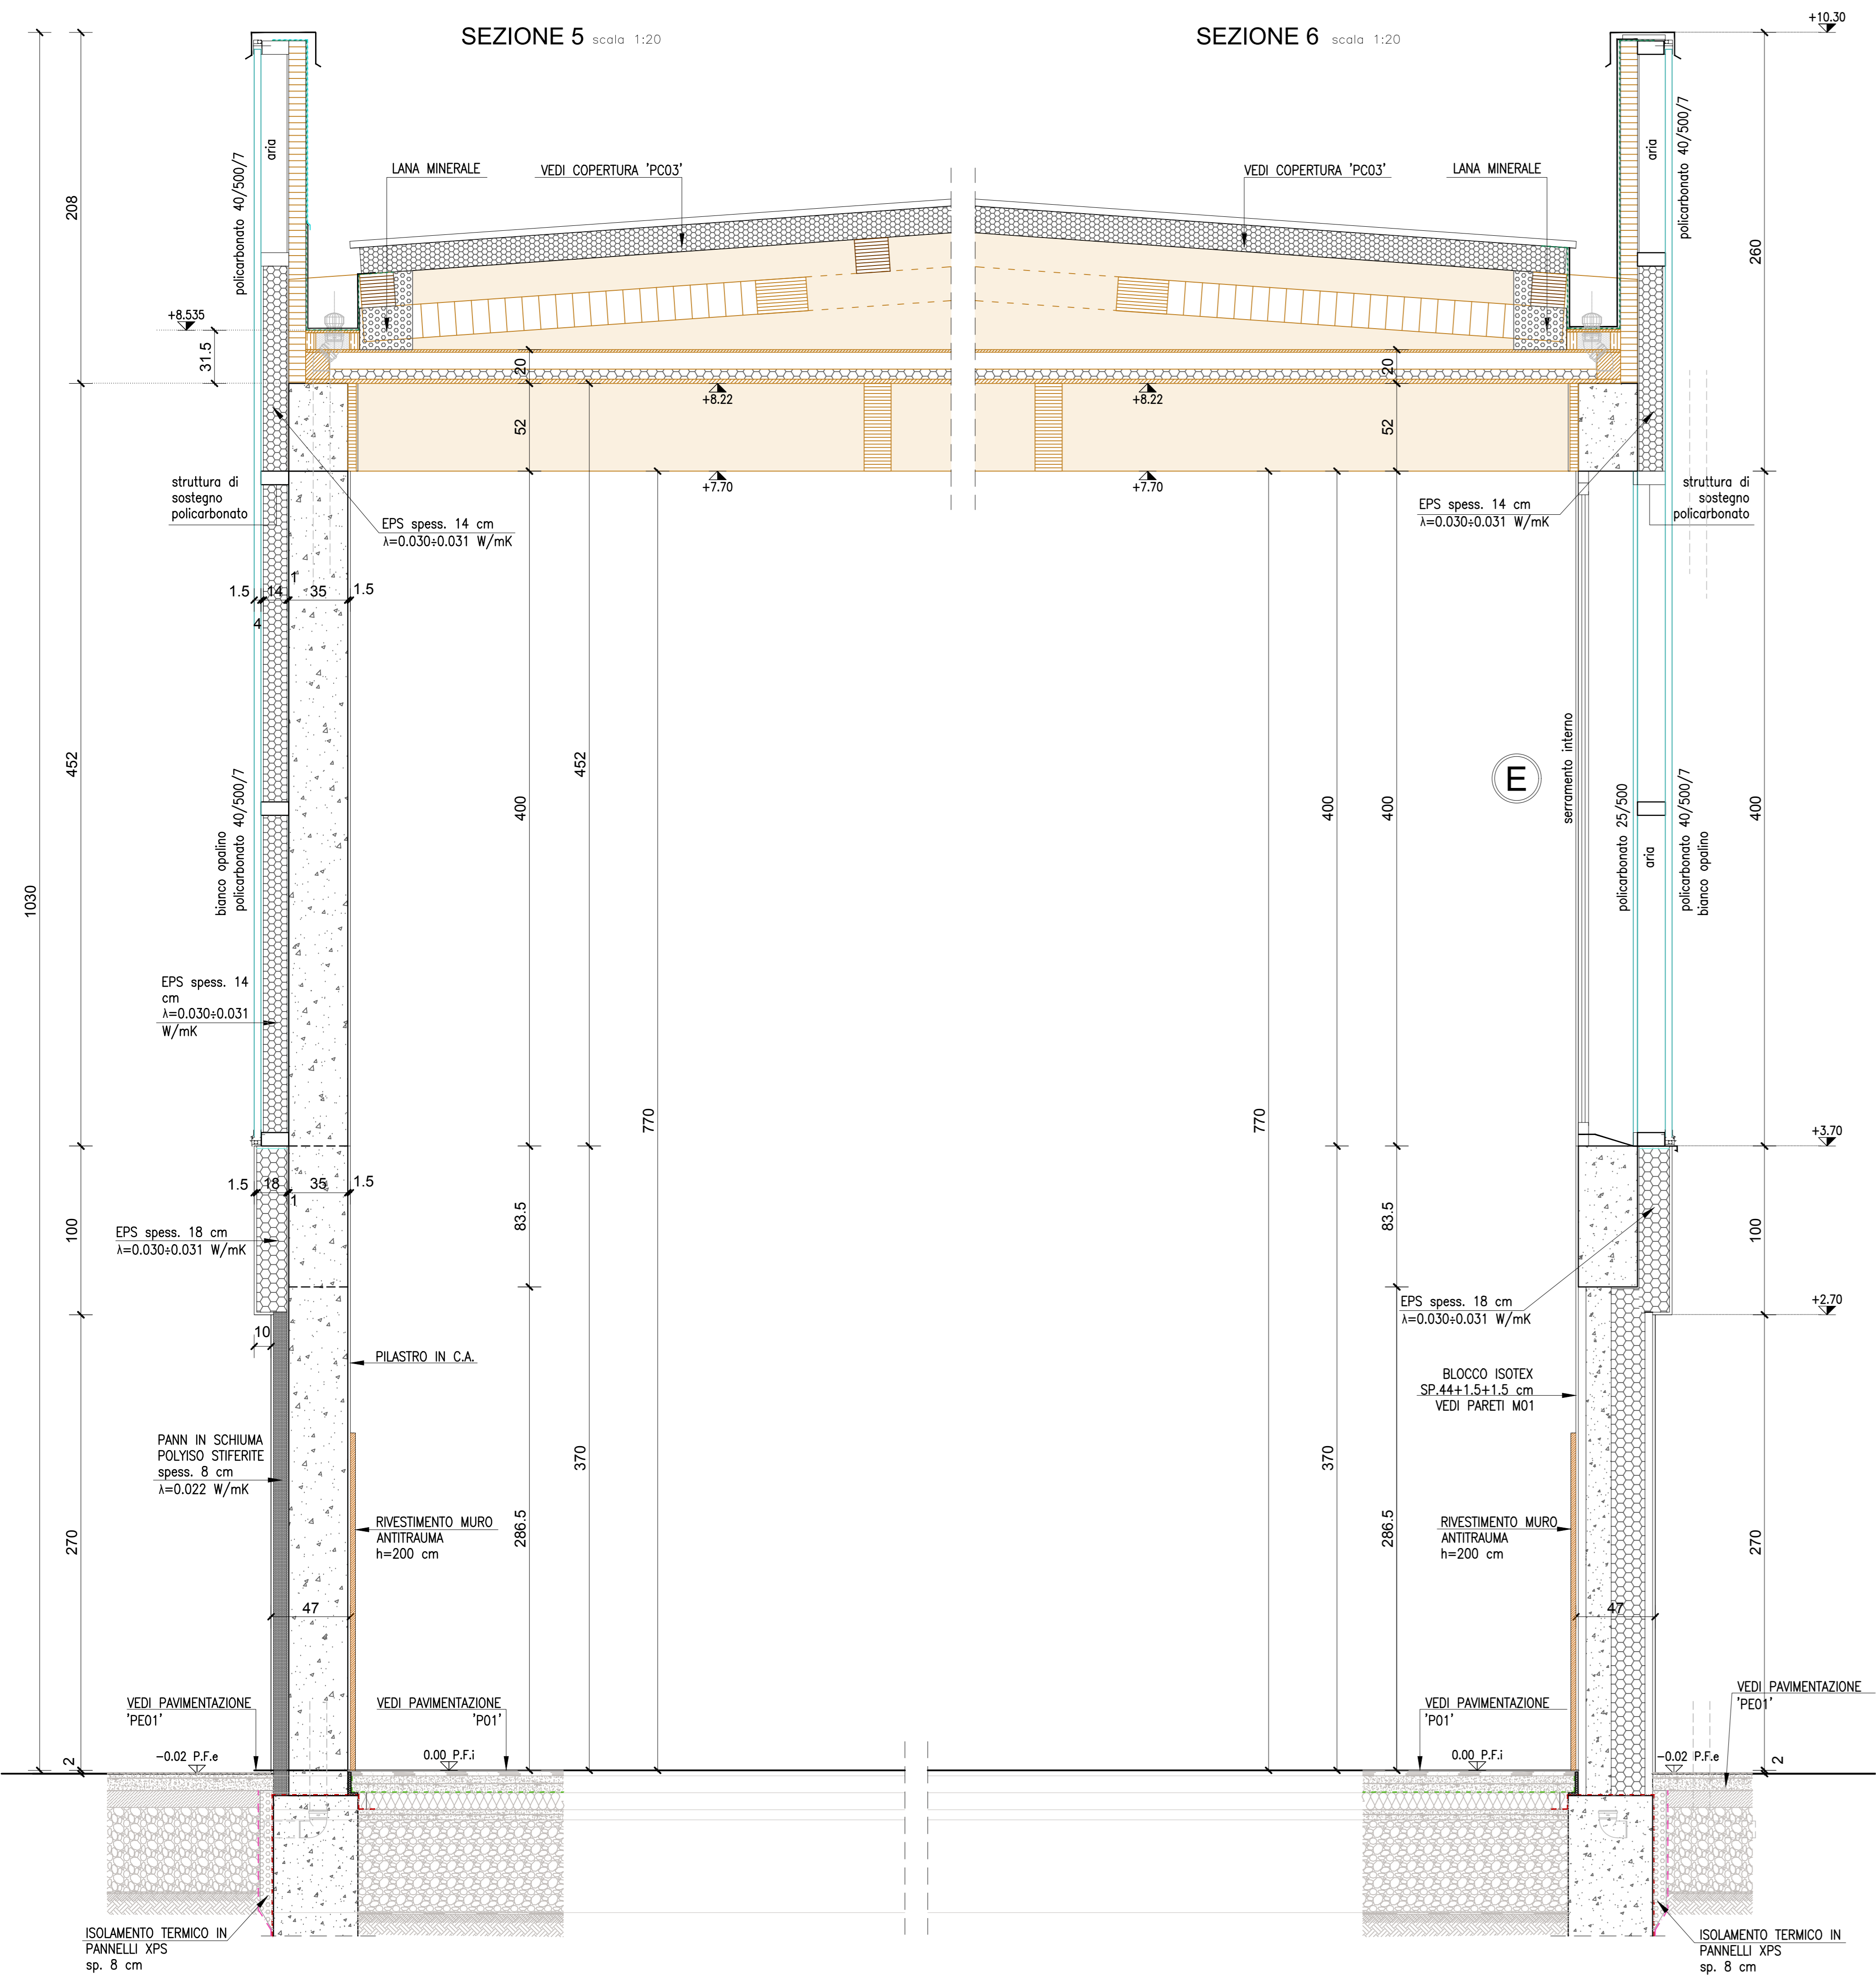 SEZIONE 5 scala 1:20
SEZIONE 6 scala 1:20
+10.30
policarbonato 40/500/7
aria
LANA MINERALE
VEDI COPERTURA 'PC03'
VEDI COPERTURA 'PC03'
LANA MINERALE
aria
policarbonato 40/500/7
208
260
+8.535
31.5
20
20
+8.22
+8.22
52
52
+7.70
+7.70
struttura di
sostegno
policarbonato
EPS spess. 14 cm
λ=0.030÷0.031 W/mK
EPS spess. 14 cm
λ=0.030÷0.031 W/mK
struttura di
sostegno
policarbonato
1
1.5
14
35
1.5
4
1030
452
bianco opalino
policarbonato 40/500/7
452
400
770
770
400
400
E
serramento interno
policarbonato 25/500
aria
policarbonato 40/500/7
bianco opalino
400
EPS spess. 14
cm
λ=0.030÷0.031
W/mK
+3.70
1.5
18
35
1.5
1
100
83.5
83.5
100
EPS spess. 18 cm
λ=0.030÷0.031 W/mK
EPS spess. 18 cm
λ=0.030÷0.031 W/mK
+2.70
10
PILASTRO IN C.A.
BLOCCO ISOTEX
SP.44+1.5+1.5 cm
VEDI PARETI M01
PANN IN SCHIUMA
POLYISO STIFERITE
spess. 8 cm
λ=0.022 W/mK
370
370
270
286.5
286.5
270
RIVESTIMENTO MURO
ANTITRAUMA
h=200 cm
RIVESTIMENTO MURO
ANTITRAUMA
h=200 cm
47
47
VEDI PAVIMENTAZIONE
'PE01'
VEDI PAVIMENTAZIONE
'P01'
VEDI PAVIMENTAZIONE
'P01'
VEDI PAVIMENTAZIONE
'PE01'
2
-0.02 P.F.e
0.00 P.F.i
0.00 P.F.i
-0.02 P.F.e
2
ISOLAMENTO TERMICO IN
PANNELLI XPS
sp. 8 cm
ISOLAMENTO TERMICO IN
PANNELLI XPS
sp. 8 cm